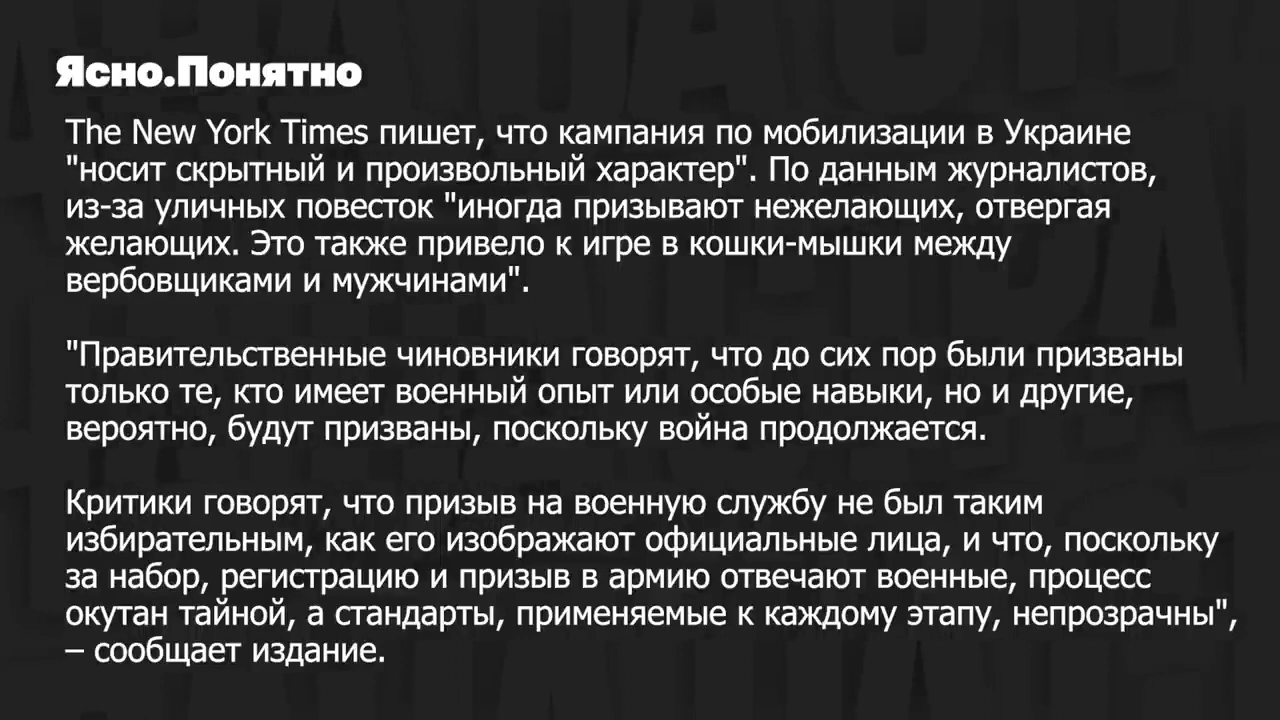 Ясно.Понятно
The New York Times пишет, что кампания по мобилизации в Украине
"носит скрытный и произвольный характер". По данным журналистов,
из-за уличных повесток "иногда призывают нежелающих, отвергая
желающих. Это также привело к игре в кошки-мышки между
вербовщиками и мужчинами".
"Правительственные чиновники говорят, что до сих пор были призваны
только те, кто имеет военный опыт или особые навыки, но и другие,
вероятно, будут призваны, поскольку война продолжается.
Критики говорят, что призыв на военную службу не был таким
избирательным, как его изображают официальные лица, и что, поскольку
за набор, регистрацию и призыв в армию отвечают военные, процесс
окутан тайной, а стандарты, применяемые к каждому этапу, непрозрачны",
– сообщает издание.